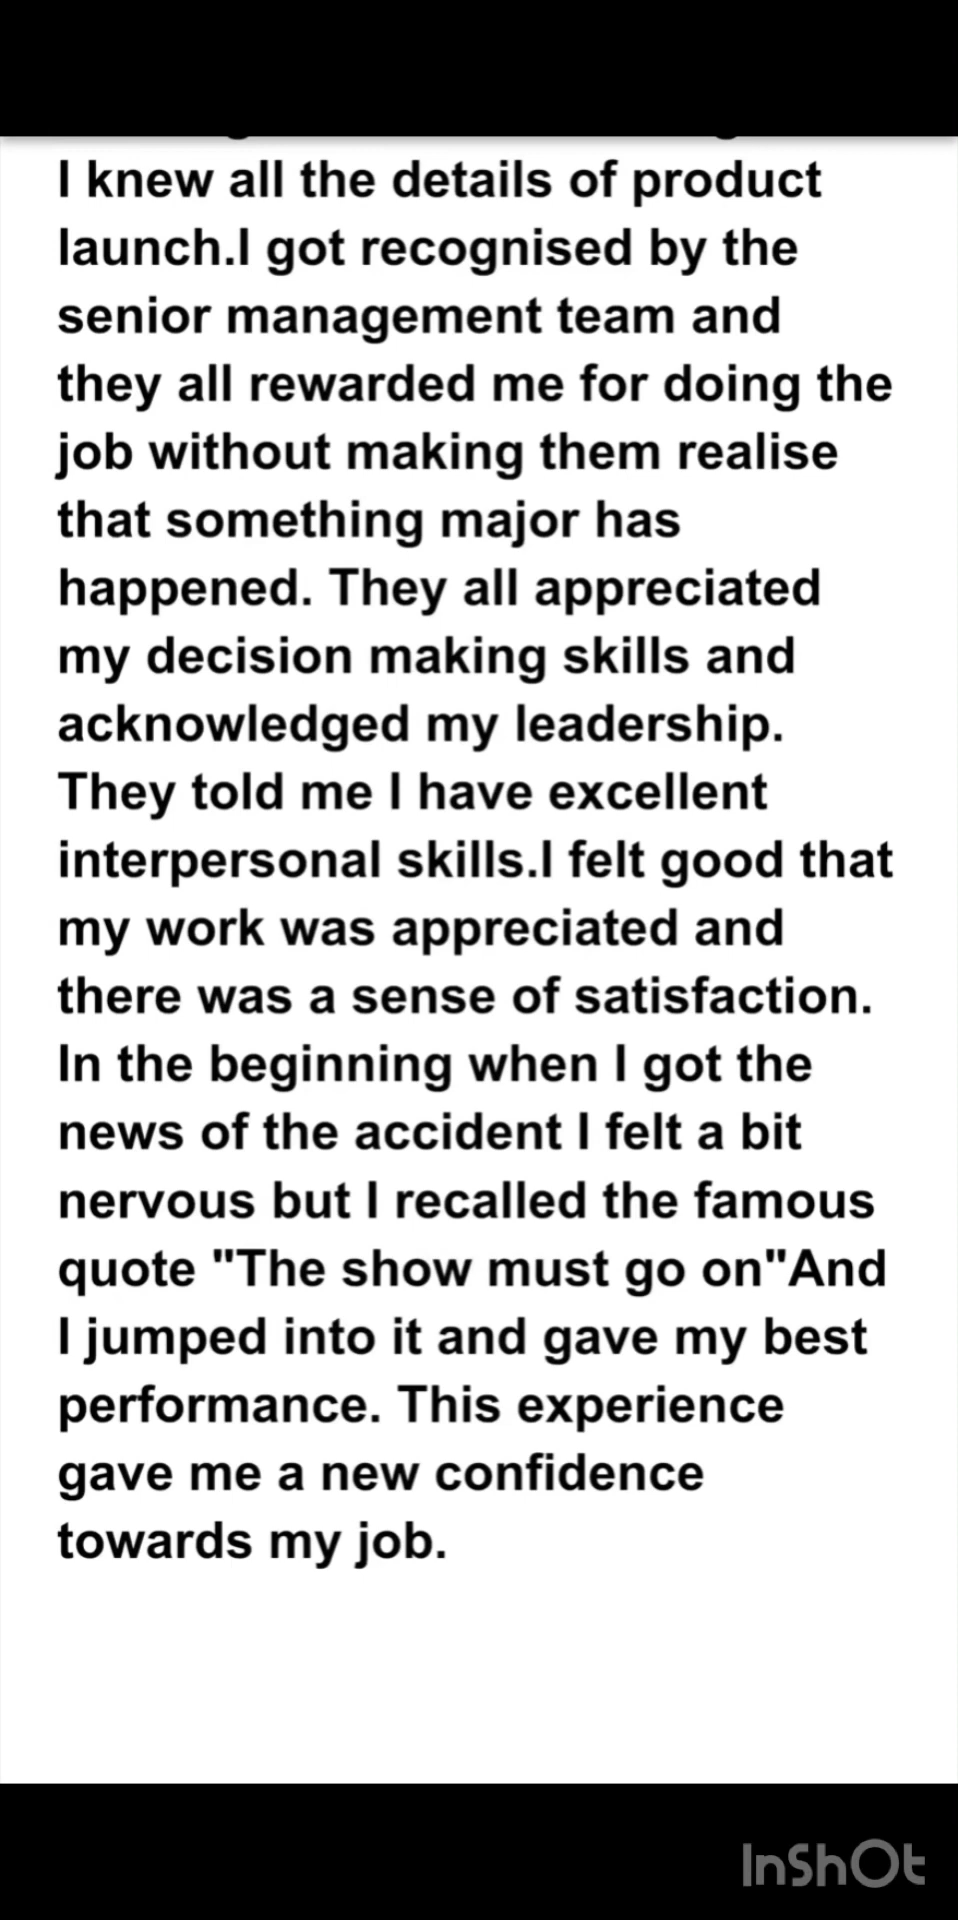 I knew all the details of product
launch.I got recognised by the
senior management team and
they all rewarded me for doing the
job without making them realise
that something major has
happened. They all appreciated
my decision making skills and
acknowledged my leadership.
They told me I have excellent
interpersonal skills.I felt good that
my work was appreciated and
there was a sense of satisfaction.
In the beginning when I got the
news of the accident I felt a bit
nervous but I recalled the famous
quote "The show must go on"And
I jumped into it and gave my best
performance. This experience
gave me a new confidence
towards my job.
InShOt